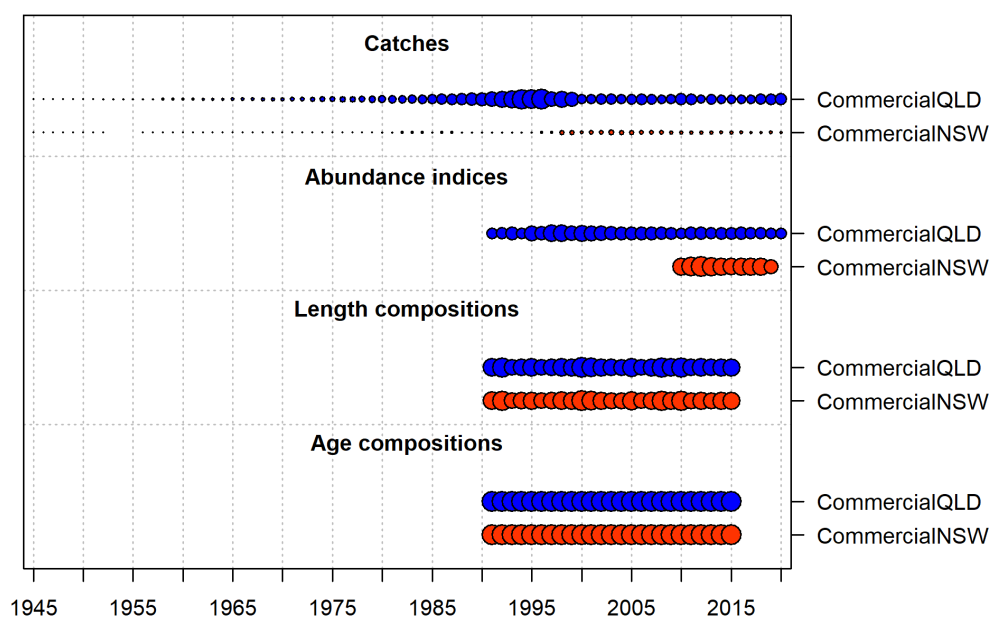 Catches
CommercialQLD
CommercialNSW
Abundance indices
CommercialQLD
CommercialNSW
Length compositions
CommercialQLD
CommercialNSW
Age compositions
CommercialQLD
CommercialNSW
1945 1955 1965 1975 1985 1995 2005 2015